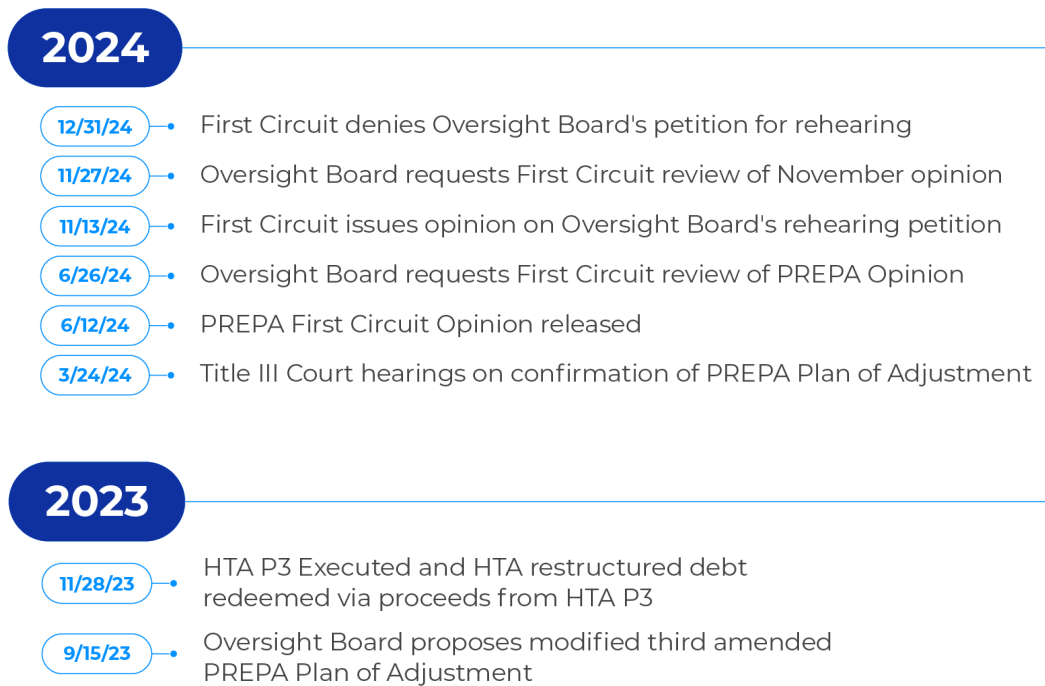 2024
12/31/24 First Circuit denies Oversight Board's petition for rehearing
11/27/24 Oversight Board requests First Circuit review of November opinion
11/13/24 First Circuit issues opinion on Oversight Board's rehearing petition
6/26/24 Oversight Board requests First Circuit review of PREPA Opinion
6/12/24 PREPA First Circuit Opinion released
3/24/24 Title III Court hearings on confirmation of PREPA Plan of Adjustment
2023
11/28/23 HTA P3 Executed and HTA restructured debt
redeemed via proceeds from HTA P3
9/15/23 Oversight Board proposes modified third amended
PREPA Plan of Adjustment